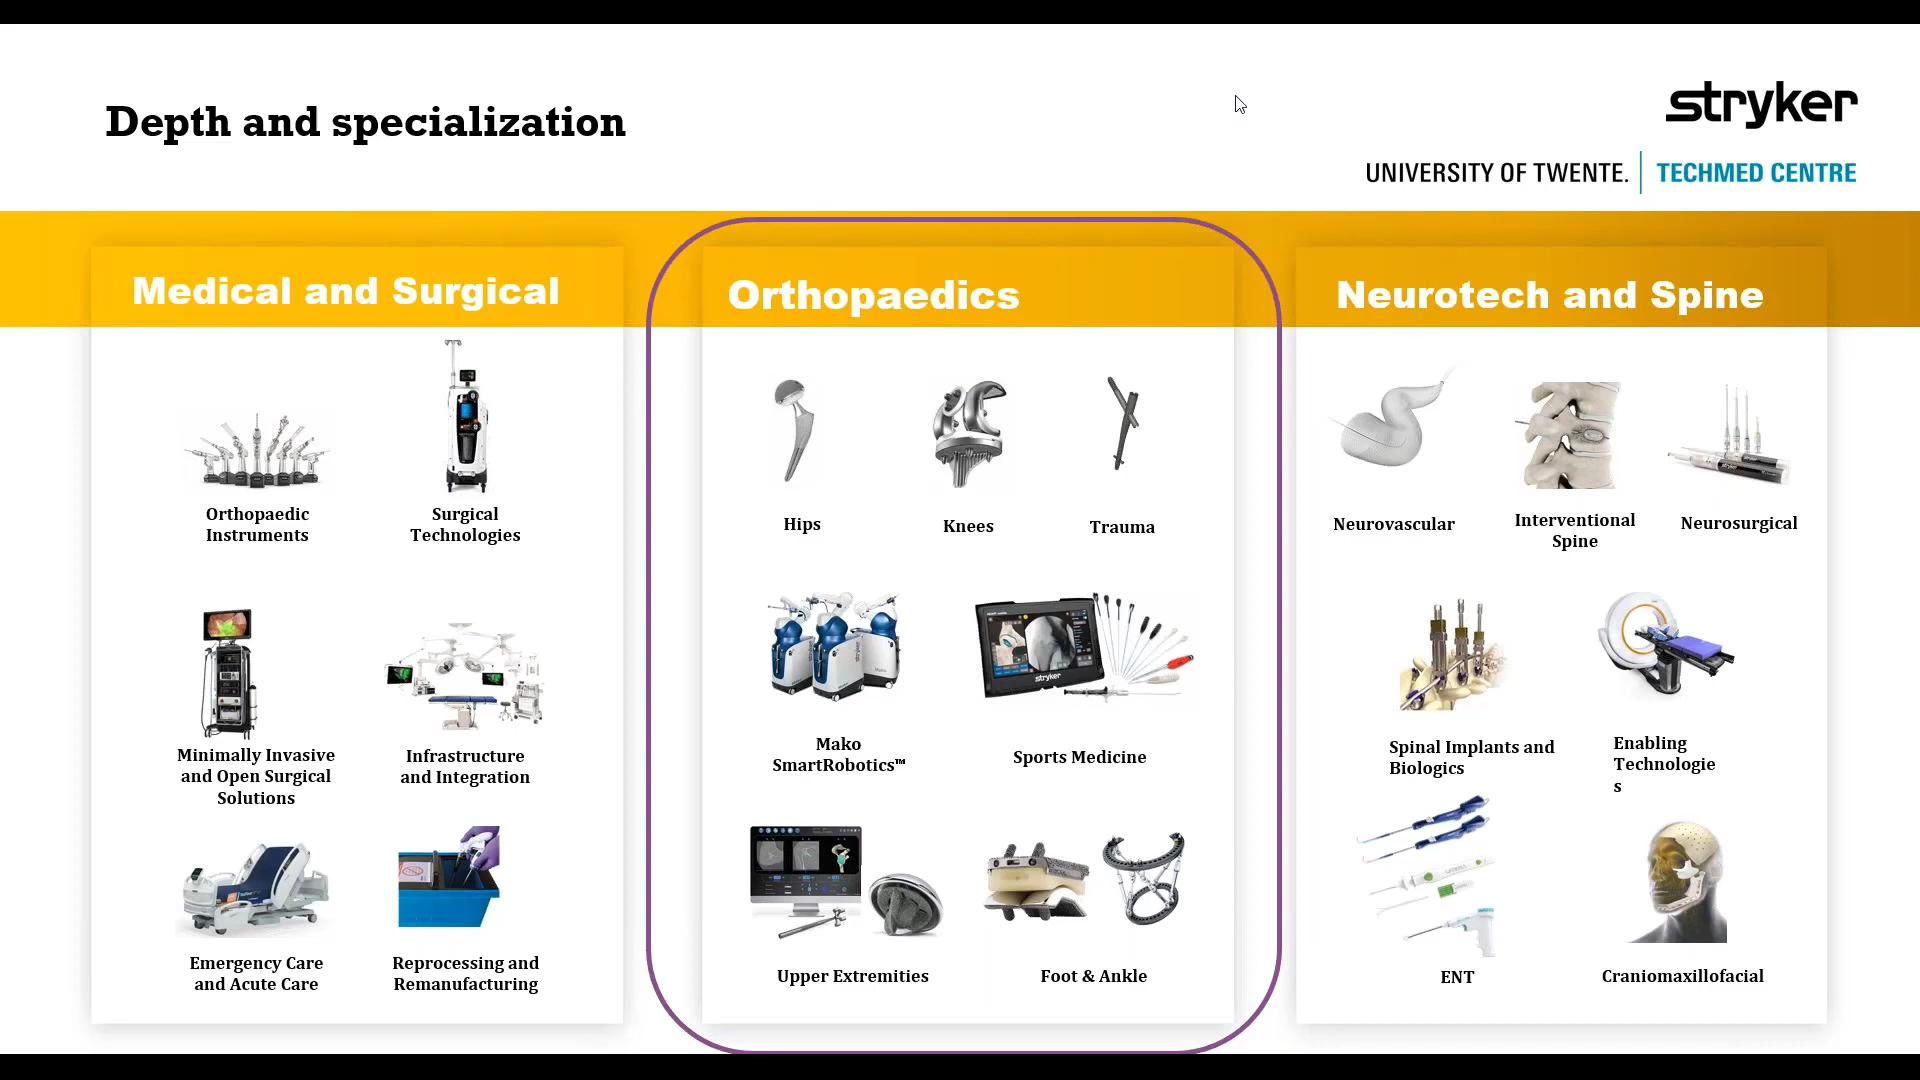 Depth and specialization
stryker
UNIVERSITY OF TWENTE. | TECHMED CENTRE
Medical and Surgical
Orthopaedic
Instruments
Surgical
Technologies
Minimally Invasive
and Open Surgical
Solutions
Infrastructure
and Integration
Emergency Care
and Acute Care
Reprocessing and
Remanufacturing
Orthopaedics
Hips
Knees
Trauma
stryker
Mako
SmartRobotics™
stryker
Sports Medicine
Upper Extremities
Foot & Ankle
Neurotech and Spine
Neurovascular
Interventional
Spine
stryker
Neurosurgical
Spinal Implants and
Biologics
Enabling
Technologie
s
ENT
Craniomaxillofacial